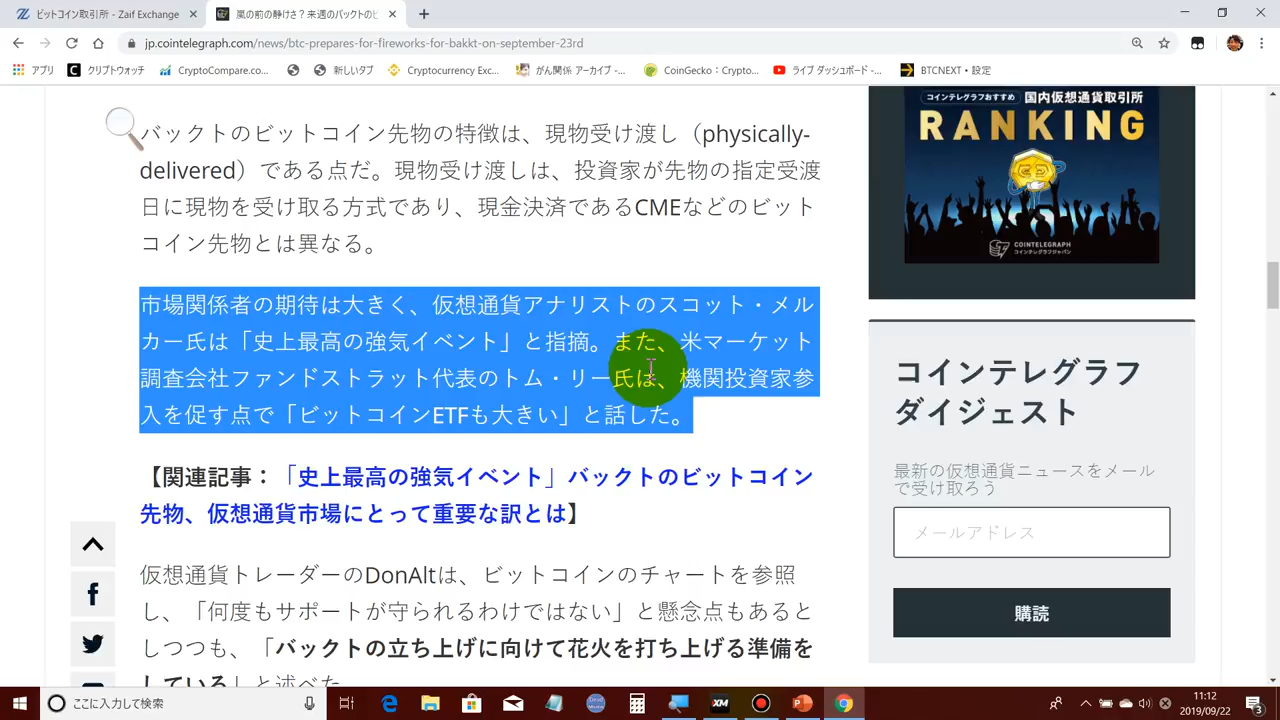 ビットコイン取引所 - Zaif Exchange
嵐の前の静けさ？来週のバックトのビ
jp.cointelegraph.com/news/btc-prepares-for-fireworks-for-bakkt-on-september-23rd
アプリ
クリプトウォッチ
CryptoCompare.co...
新しいタブ
Cryptocurrency Exc...
がん関係 アーカイブ -...
CoinGecko：Crypto...
ライブ ダッシュボード -...
BTCNEXT・設定
バックトのビットコイン先物の特徴は、現物受け渡し（physically-
delivered）である点だ。現物受け渡しは、投資家が先物の指定受渡
日に現物を受け取る方式であり、現金決済であるCMEなどのビット
コイン先物とは異なる。
市場関係者の期待は大きく、仮想通貨アナリストのスコット・メル
カー氏は「史上最高の強気イベント」と指摘。また、米マーケット
調査会社ファンドストラット代表のトム・リー氏は、機関投資家参
入を促す点で「ビットコインETFも大きい」と話した。
【関連記事：「史上最高の強気イベント」バックトのビットコイン
先物、仮想通貨市場にとって重要な訳とは】
仮想通貨トレーダーのDonAltは、ビットコインのチャートを参照
し、「何度もサポートが守られるわけではない」と懸念点もあると
しつつも、「バックトの立ち上げに向けて花火を打ち上げる準備を
している」と述べた
コインテレグラフおすすめ 国内仮想通貨取引所
RANKING
COINTELEGRAPH
コインテレグラフジャパン
コインテレグラフ
ダイジェスト
最新の仮想通貨ニュースをメール
で受け取ろう
メールアドレス
購読
ここに入力して検索
XM
11:12
2019/09/22
3